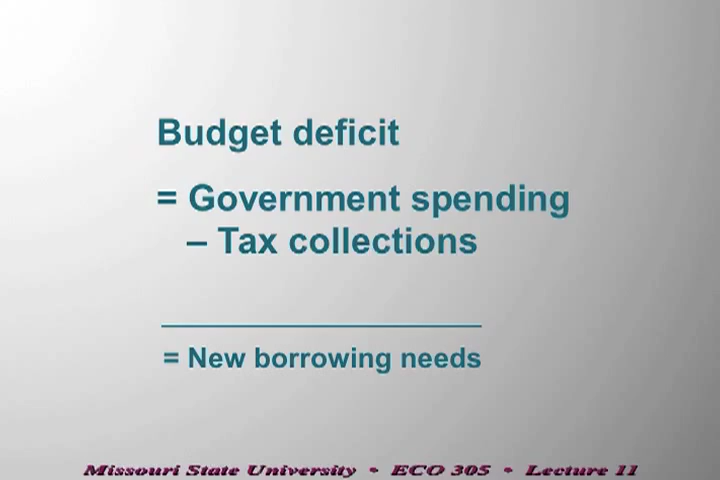 Budget deficit
= Government spending
– Tax collections
= New borrowing needs
Missouri State University • ECO 305 • Lecture 11